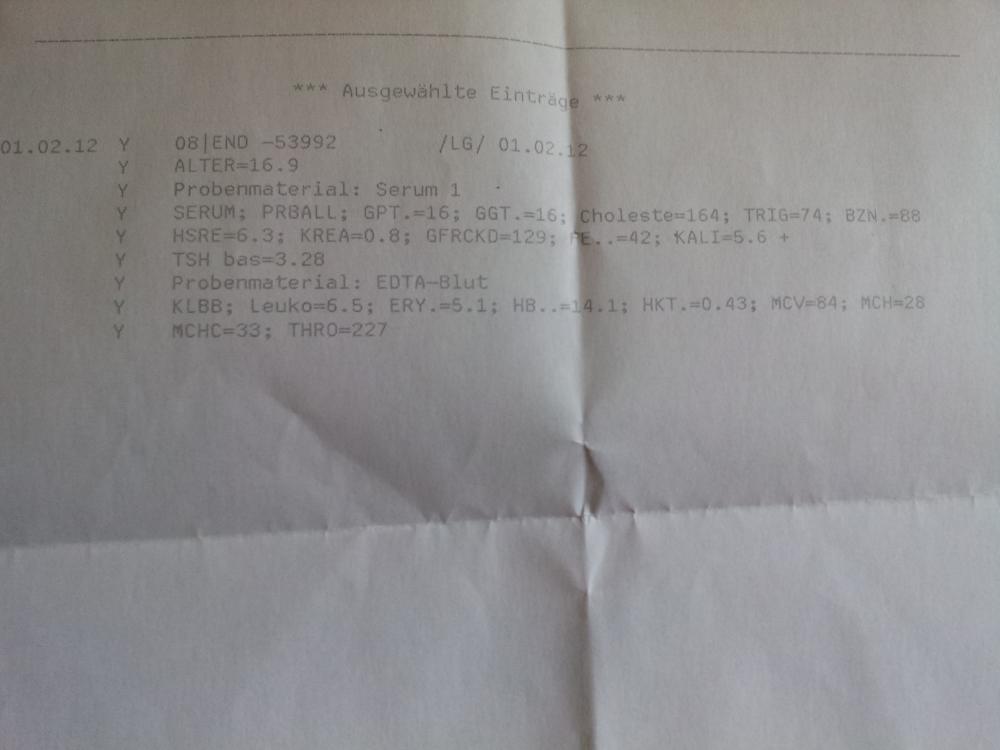 *** Ausgewählte Einträge ***
01.02.12 Y 08|END -53992 /LG/ 01.02.12
Y ALTER=16.9
Y Probenmaterial: Serum 1
Y SERUM; PRBALL; GPT.=16; GGT.=16; Choleste=164; TRIG=74; BZN.=88
Y HSRE=6.3; KREA=0.8; GFRCKD=129; FE..=42; KALI=5.6 +
Y TSH bas=3.28
Y Probenmaterial: EDTA-Blut
Y KLBB; Leuko=6.5; ERY.=5.1; HB..=14.1; HKT.=0.43; MCV=84; MCH=28
Y MCHC=33; THRO=227